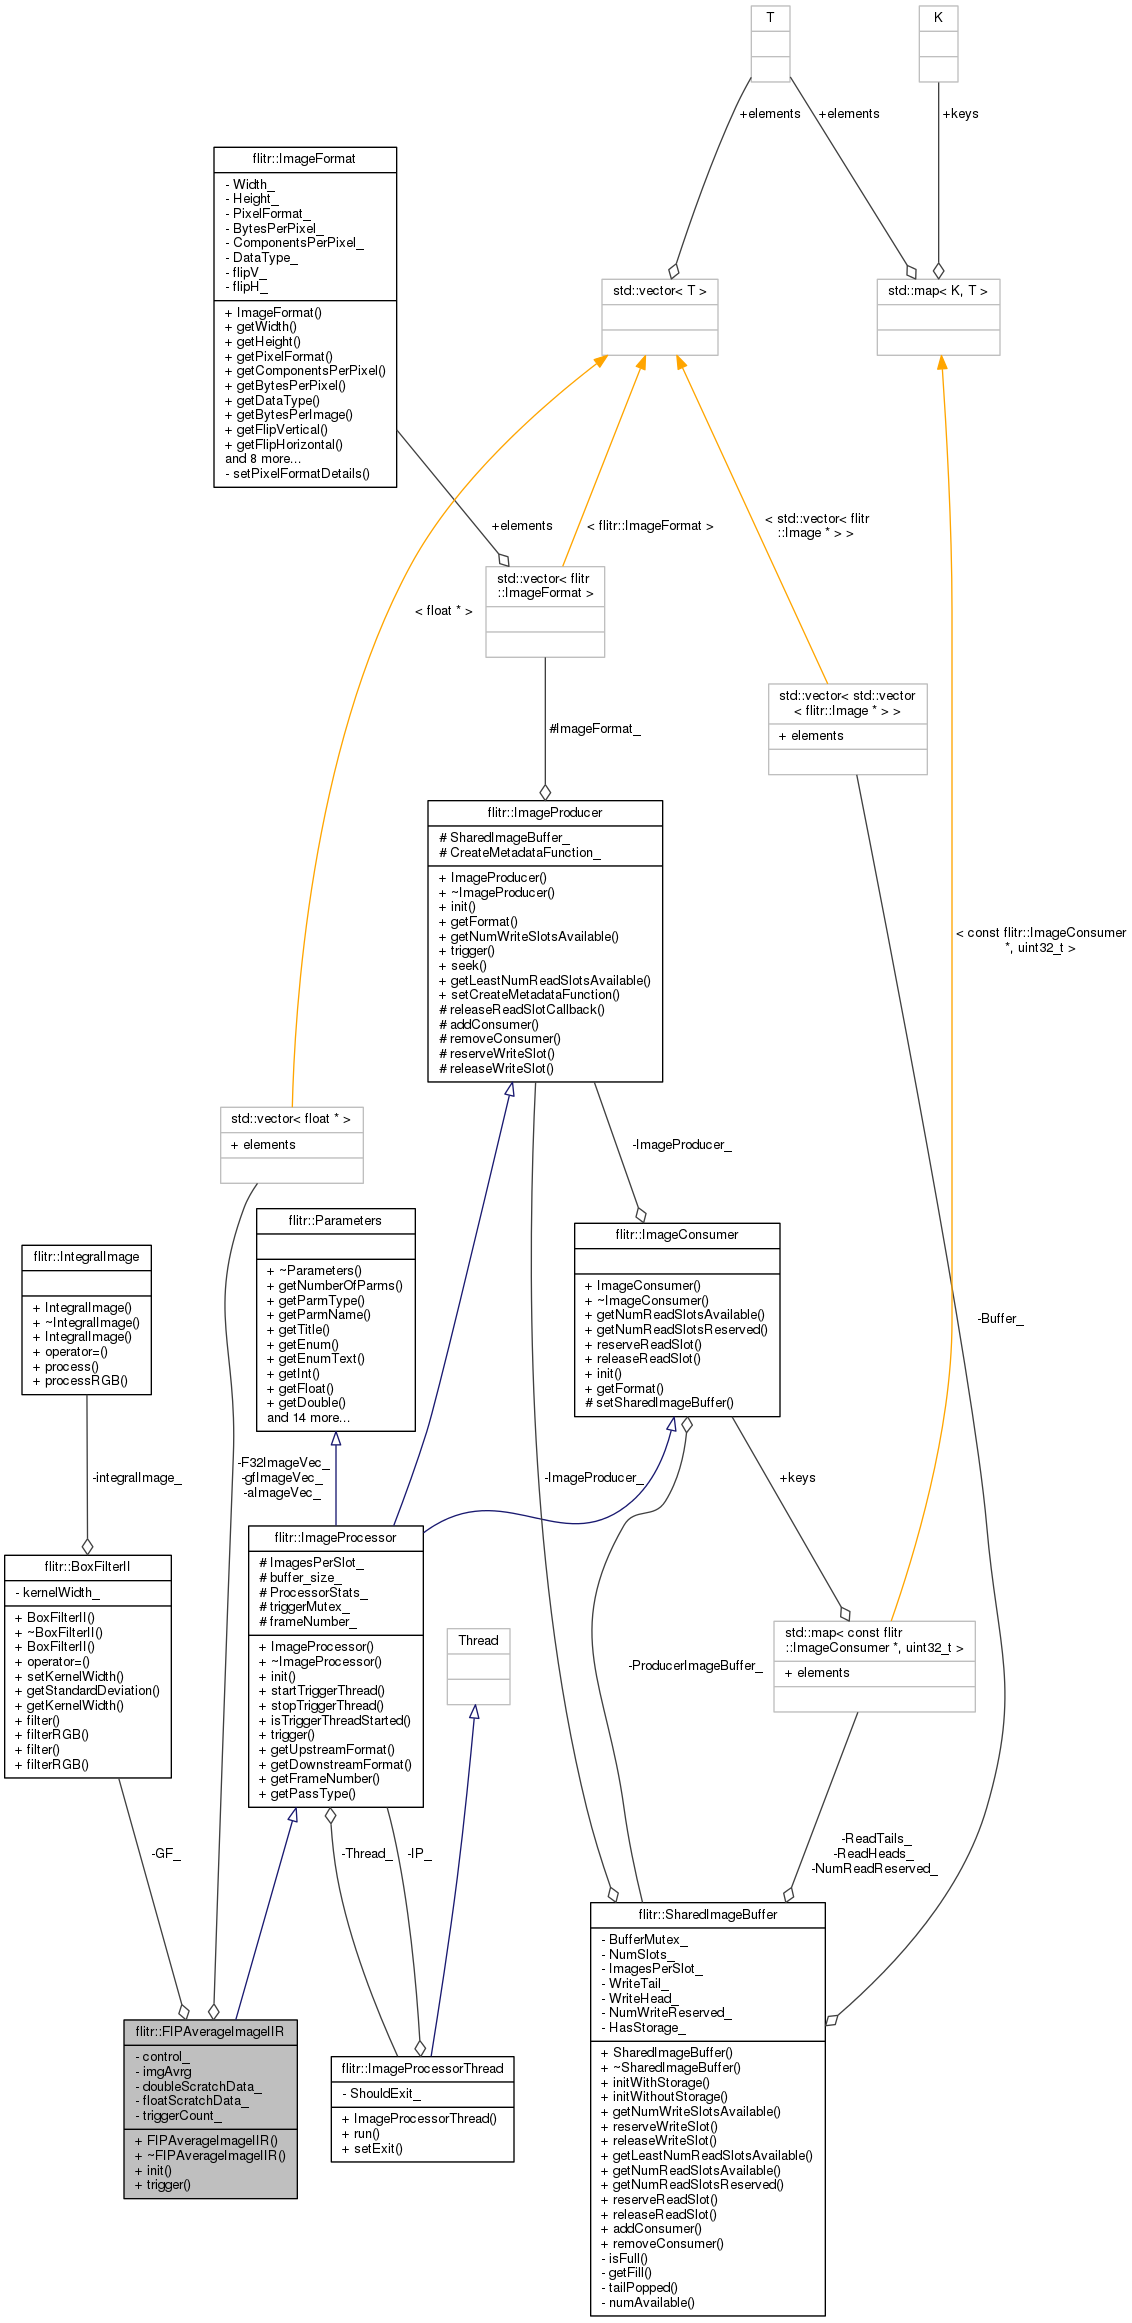 T
K
+elements
+elements
+keys
flitr::ImageFormat
- Width_
- Height_
- PixelFormat_
- BytesPerPixel_
- ComponentsPerPixel_
- DataType_
- flipV_
- flipH_
+ ImageFormat()
+ getWidth()
+ getHeight()
+ getPixelFormat()
+ getComponentsPerPixel()
+ getBytesPerPixel()
+ getDataType()
+ getBytesPerImage()
+ getFlipVertical()
+ getFlipHorizontal()
and 8 more...
- setPixelFormatDetails()
std::vector< T >
std::map< K, T >
+elements
< flitr::ImageFormat >
< std::vector< flitr
::Image * > >
std::vector< flitr
::ImageFormat >
< float * >
std::vector< std::vector
< flitr::Image * > >
+ elements
#ImageFormat_
flitr::ImageProducer
# SharedImageBuffer_
# CreateMetadataFunction_
+ ImageProducer()
+ ~ImageProducer()
+ init()
+ getFormat()
+ getNumWriteSlotsAvailable()
+ trigger()
+ seek()
+ getLeastNumReadSlotsAvailable()
+ setCreateMetadataFunction()
# releaseReadSlotCallback()
# addConsumer()
# removeConsumer()
# reserveWriteSlot()
# releaseWriteSlot()
< const flitr::ImageConsumer
*, uint32_t >
std::vector< float * >
+ elements
-ImageProducer_
flitr::Parameters
+ ~Parameters()
+ getNumberOfParms()
+ getParmType()
+ getParmName()
+ getTitle()
+ getEnum()
+ getEnumText()
+ getInt()
+ getFloat()
+ getDouble()
and 14 more...
flitr::ImageConsumer
+ ImageConsumer()
+ ~ImageConsumer()
+ getNumReadSlotsAvailable()
+ getNumReadSlotsReserved()
+ reserveReadSlot()
+ releaseReadSlot()
+ init()
+ getFormat()
# setSharedImageBuffer()
flitr::IntegralImage
+ IntegralImage()
+ ~IntegralImage()
+ IntegralImage()
+ operator=()
+ process()
+ processRGB()
-Buffer_
-integralImage_
-F32ImageVec_
-gfImageVec_
-aImageVec_
-ImageProducer_
+keys
flitr::BoxFilterII
- kernelWidth_
+ BoxFilterII()
+ ~BoxFilterII()
+ BoxFilterII()
+ operator=()
+ setKernelWidth()
+ getStandardDeviation()
+ getKernelWidth()
+ filter()
+ filterRGB()
+ filter()
+ filterRGB()
flitr::ImageProcessor
# ImagesPerSlot_
# buffer_size_
# ProcessorStats_
# triggerMutex_
# frameNumber_
+ ImageProcessor()
+ ~ImageProcessor()
+ init()
+ startTriggerThread()
+ stopTriggerThread()
+ isTriggerThreadStarted()
+ trigger()
+ getUpstreamFormat()
+ getDownstreamFormat()
+ getFrameNumber()
+ getPassType()
Thread
-ProducerImageBuffer_
std::map< const flitr
::ImageConsumer *, uint32_t >
+ elements
-GF_
-Thread_
-IP_
-ReadTails_
-ReadHeads_
-NumReadReserved_
flitr::FIPAverageImageIIR
- control_
- imgAvrg
- doubleScratchData_
- floatScratchData_
- triggerCount_
+ FIPAverageImageIIR()
+ ~FIPAverageImageIIR()
+ init()
+ trigger()
flitr::ImageProcessorThread
- ShouldExit_
+ ImageProcessorThread()
+ run()
+ setExit()
flitr::SharedImageBuffer
- BufferMutex_
- NumSlots_
- ImagesPerSlot_
- WriteTail_
- WriteHead_
- NumWriteReserved_
- HasStorage_
+ SharedImageBuffer()
+ ~SharedImageBuffer()
+ initWithStorage()
+ initWithoutStorage()
+ getNumWriteSlotsAvailable()
+ reserveWriteSlot()
+ releaseWriteSlot()
+ getLeastNumReadSlotsAvailable()
+ getNumReadSlotsAvailable()
+ getNumReadSlotsReserved()
+ reserveReadSlot()
+ releaseReadSlot()
+ addConsumer()
+ removeConsumer()
- isFull()
- getFill()
- tailPopped()
- numAvailable()